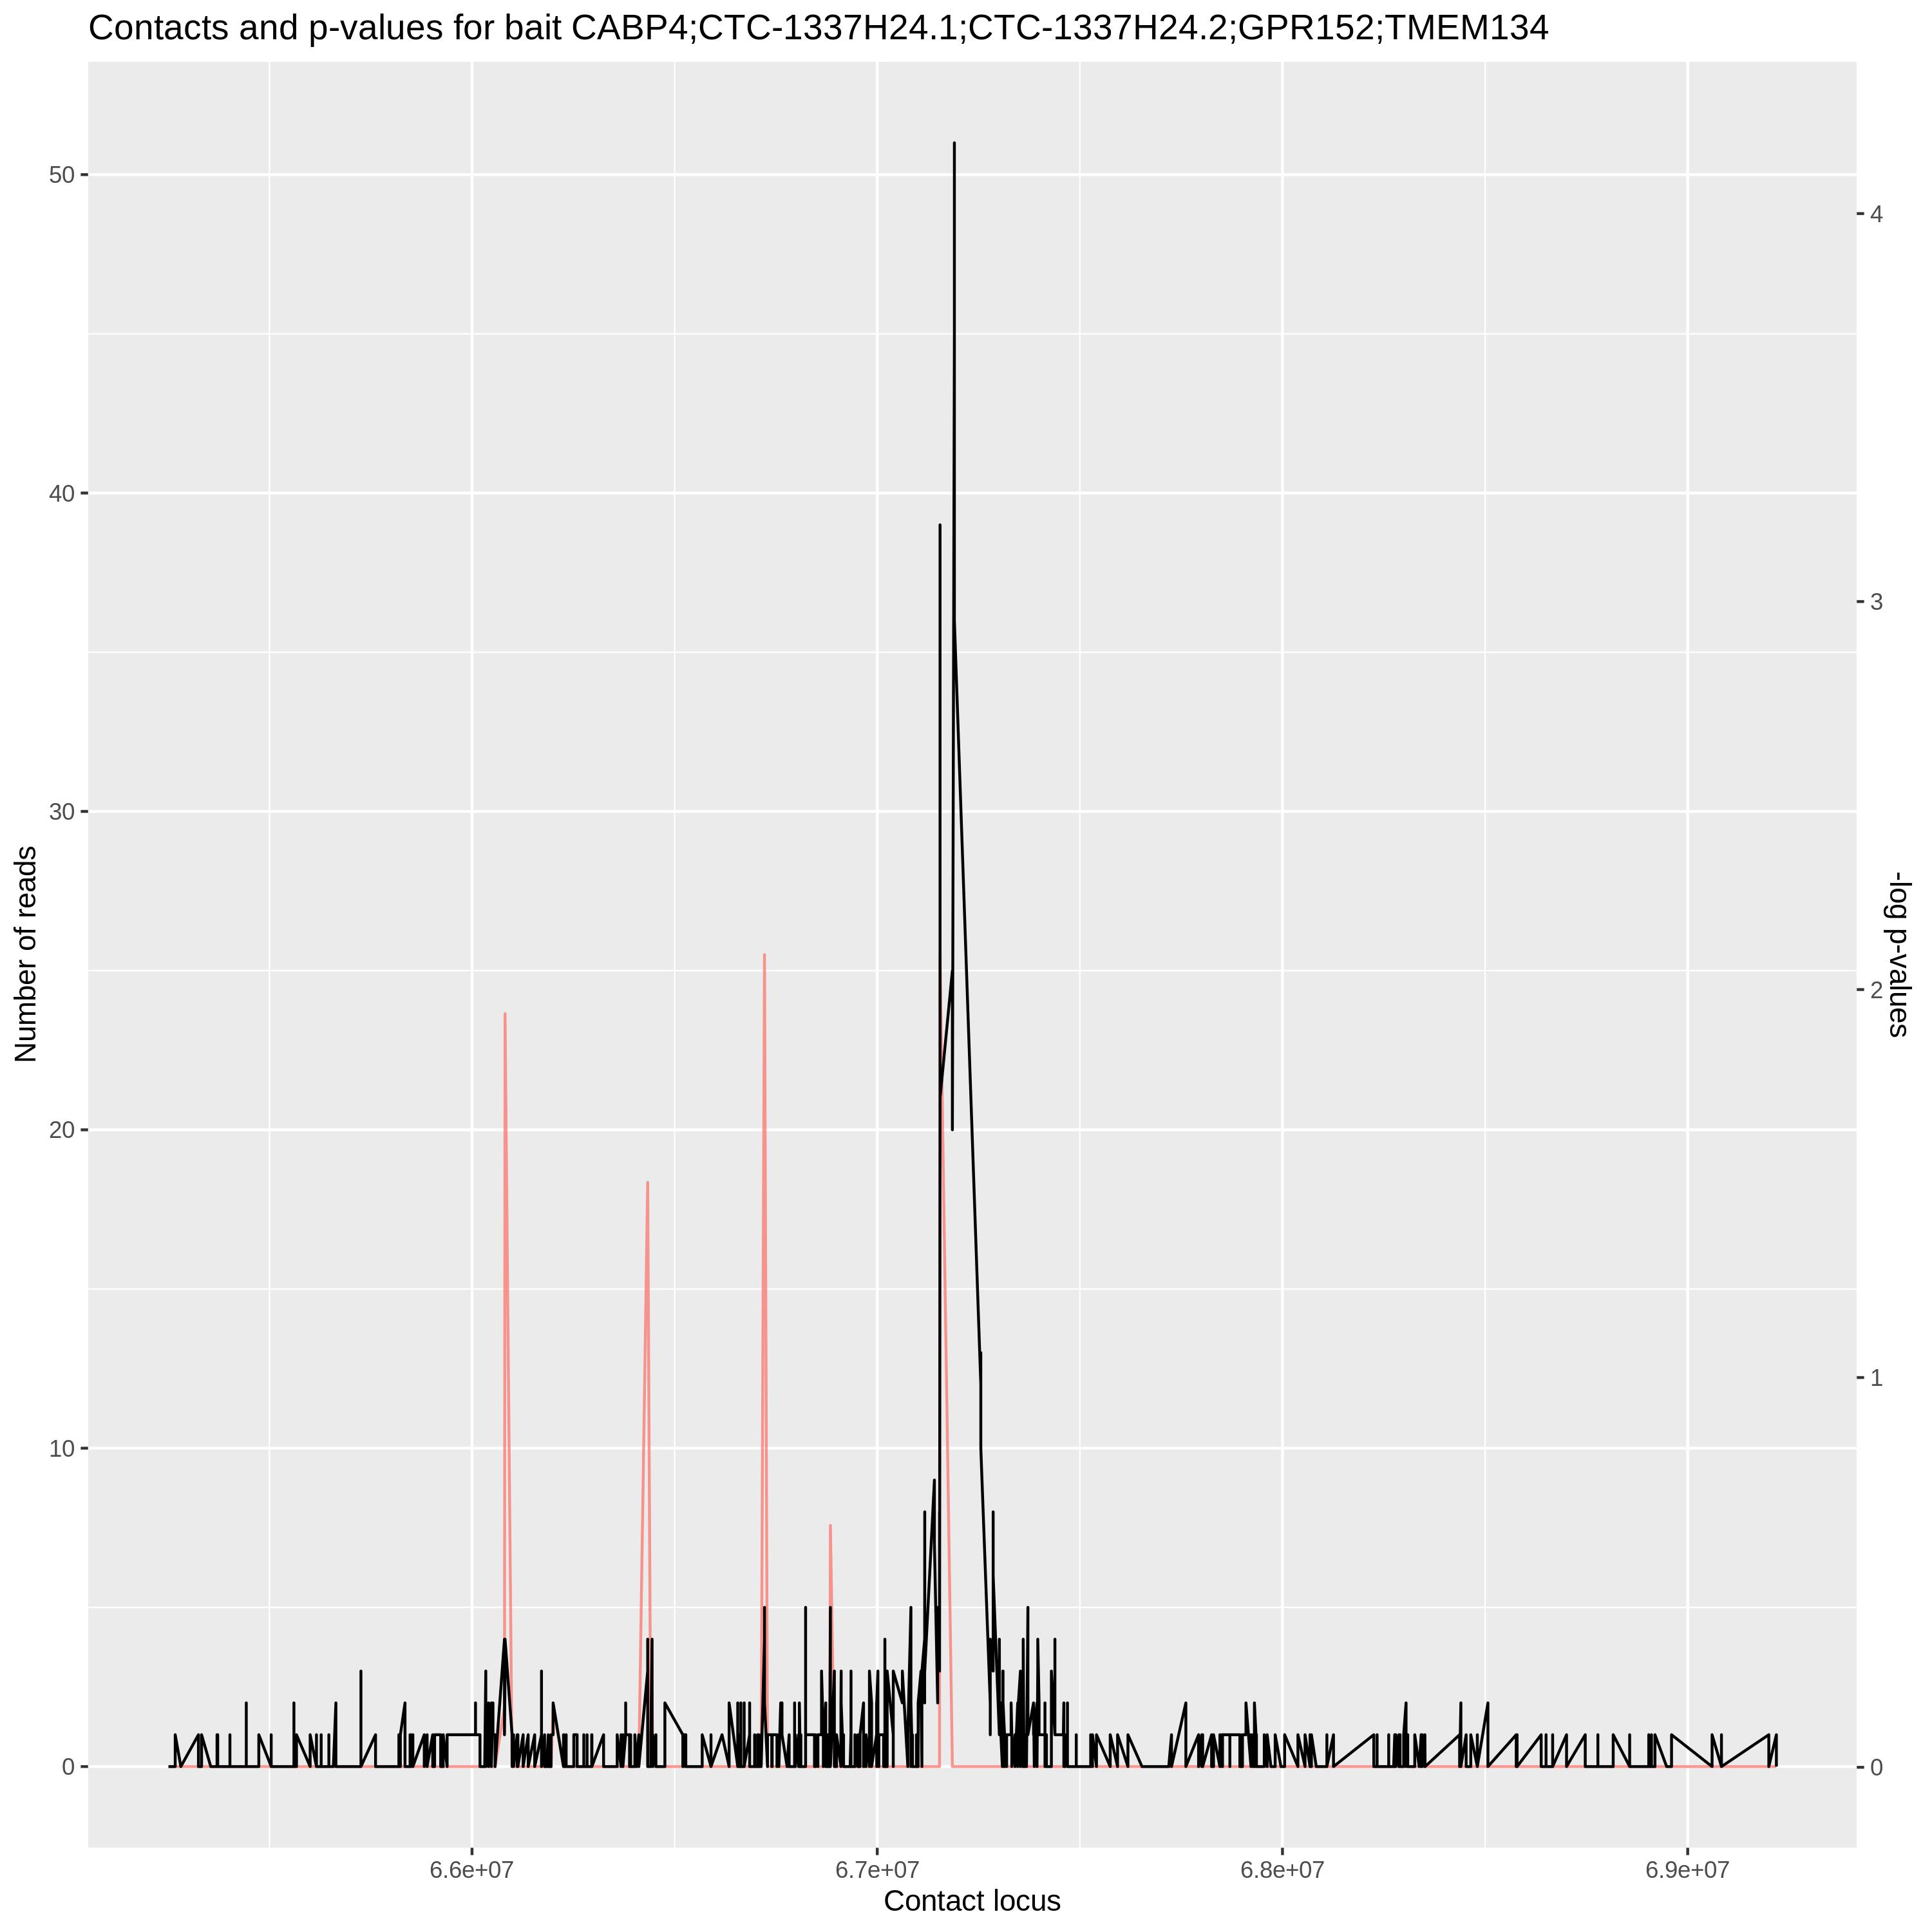 Contacts and p-values for bait CABP4;CTC-1337H24.1;CTC-1337H24.2;GPR152;TMEM134
50
40
30
20
10
0
Number of reads
4
3
2
1
0
-log p-values
6.6e+07 6.7e+07 6.8e+07 6.9e+07
Contact locus